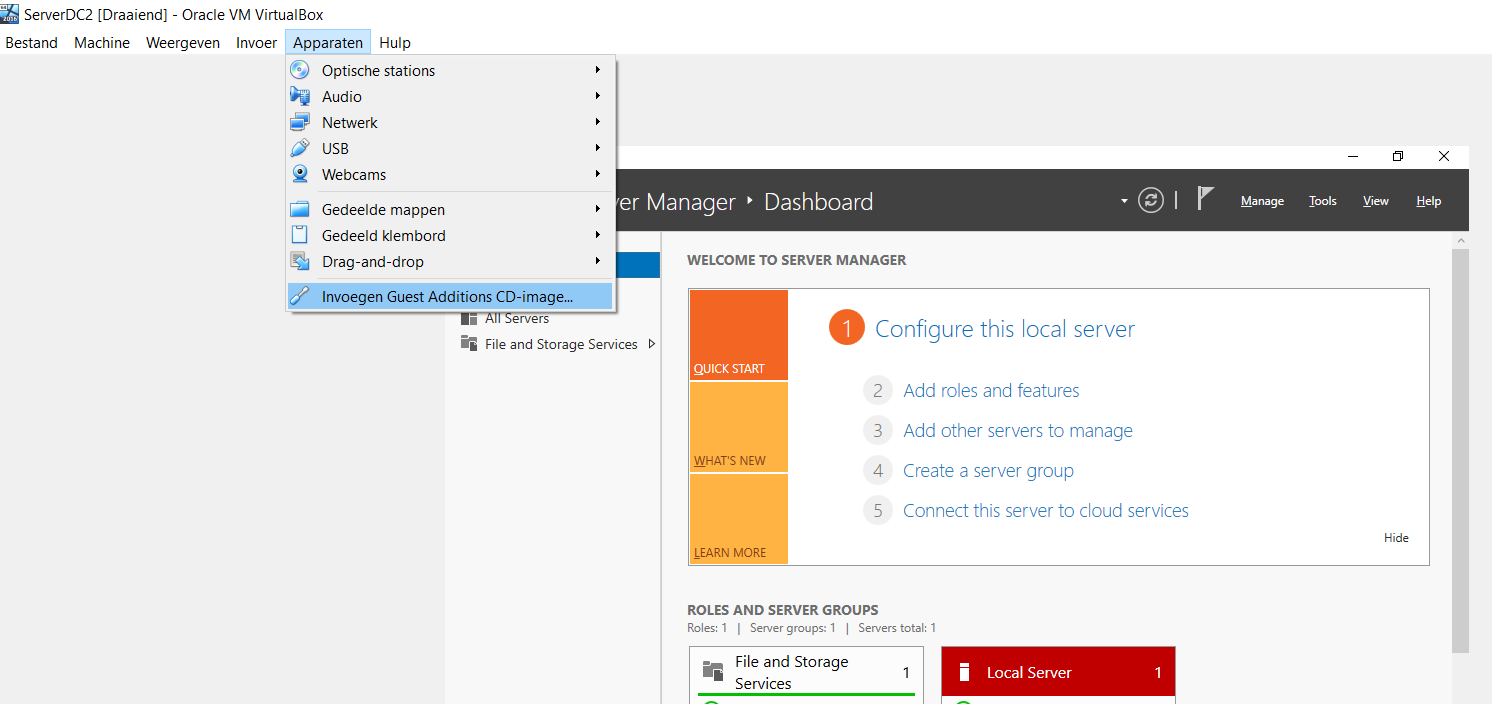 ServerDC2 [Draaiend] - Oracle VM VirtualBox
Bestand Machine Weergeven Invoer Apparaten Hulp
Optische stations
Audio
Netwerk
USB
Webcams
Gedeelde mappen
Gedeeld klembord
Drag-and-drop
Invoegen Guest Additions CD-image...
ver Manager Dashboard
Manage Tools View Help
All Servers
File and Storage Services
WELCOME TO SERVER MANAGER
QUICK START
WHAT'S NEW
LEARN MORE
1 Configure this local server
2 Add roles and features
3 Add other servers to manage
4 Create a server group
5 Connect this server to cloud services
Hide
ROLES AND SERVER GROUPS
Roles: 1 | Server groups: 1 | Servers total: 1
File and Storage
Services 1
Local Server 1